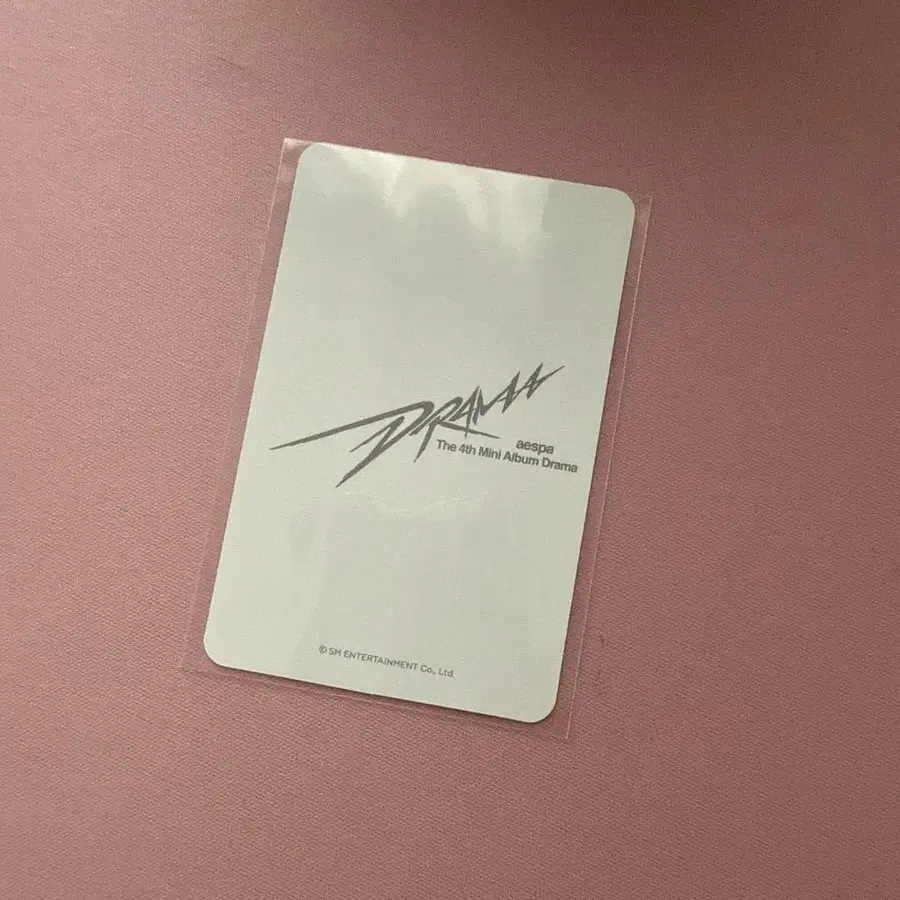 DRAMA
aespa
The 4th Mini Album Drama
© SM ENTERTAINMENT Co., Ltd.